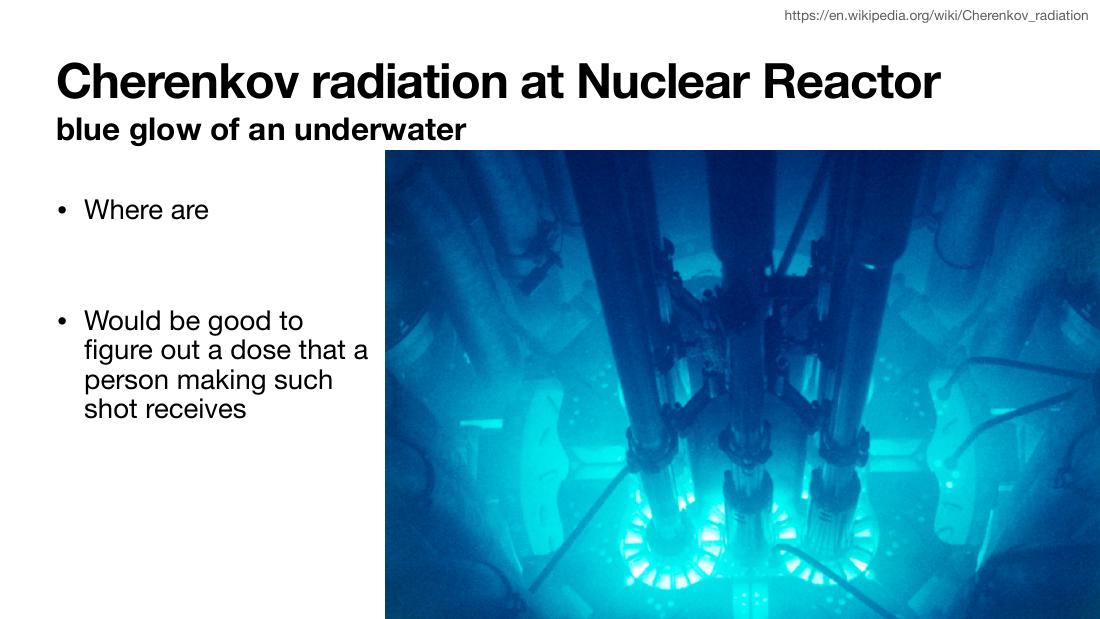 https://en.wikipedia.org/wiki/Cherenkov_radiation
Cherenkov radiation at Nuclear Reactor
blue glow of an underwater
• Where are
• Would be good to
figure out a dose that a
person making such
shot receives